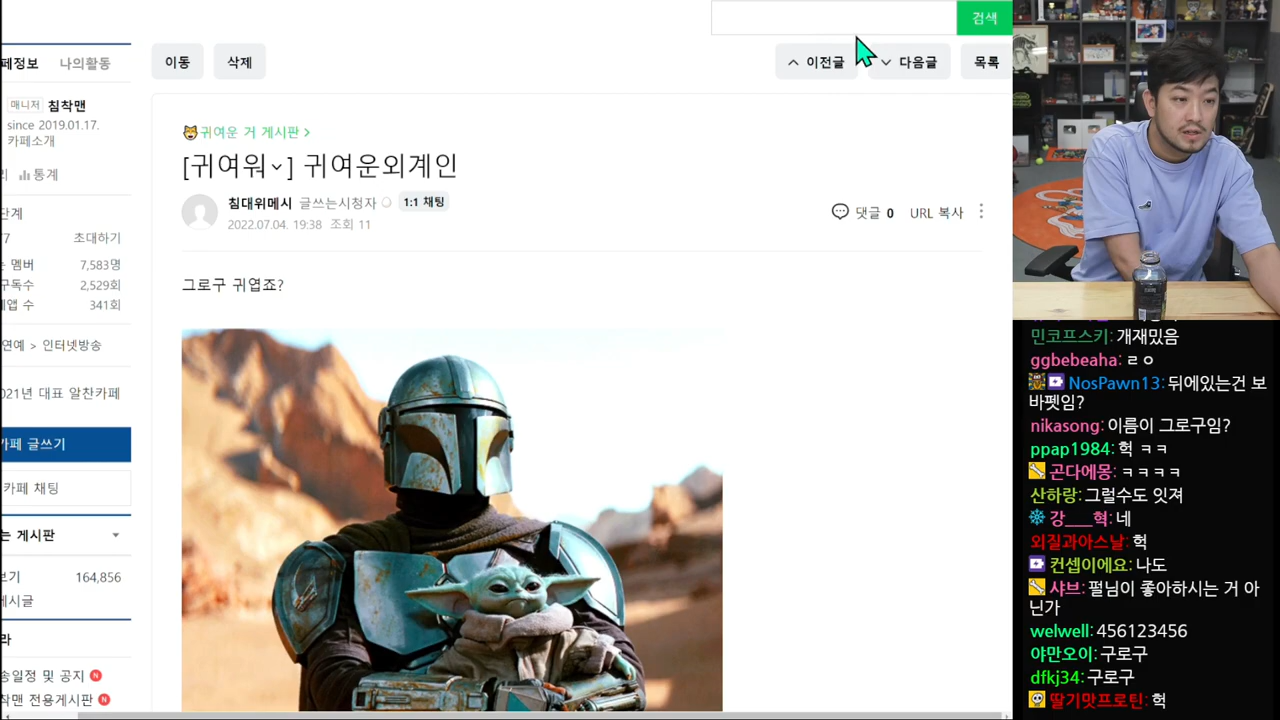 검색
이동
삭제
이전글
다음글
목록
페정보
나의활동
매니저 침착맨
since 2019.01.17.
카페소개
통계
단계
초대하기
멤버 7,583명
구독수 2,529회
앱 수 341회
연예 > 인터넷방송
021년 대표 알찬카페
카페 글쓰기
카페 채팅
는 게시판
보기 164,856
게시글
송일정 및 공지 N
착맨 전용게시판 N
귀여운 거 게시판 >
[귀여워~] 귀여운외계인
침대위메시 글쓰는시청자 1:1 채팅
2022.07.04. 19:38 조회 11
댓글 0 URL 복사
그로구 귀엽죠?
민코프스키: 개재밌음
ggbebeaha: ㄹㅇ
NosPawn13: 뒤에있는건 보
바펫임?
nikasong: 이름이 그로구임?
ppap1984: 헉 ㅋㅋ
곤다에몽: ㅋㅋㅋㅋ
산하랑: 그럴수도 잇져
강___혁: 네
외질과아스날: 헉
컨셉이에요: 나도
샤브: 펄님이 좋아하시는 거 아
닌가
welwell: 456123456
야만오이: 구로구
dfkj34: 구로구
딸기맛프로틴: 헉